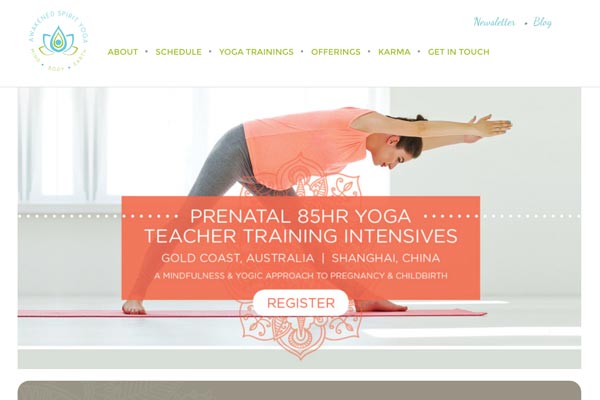 AWAKENED SPIRIT YOGA
MIND • BODY • EARTH
Newsletter • Blog
ABOUT • SCHEDULE • YOGA TRAININGS • OFFERINGS • KARMA • GET IN TOUCH
PRENATAL 85HR YOGA
TEACHER TRAINING INTENSIVES
GOLD COAST, AUSTRALIA | SHANGHAI, CHINA
A MINDFULNESS & YOGIC APPROACH TO PREGNANCY & CHILDBIRTH
REGISTER